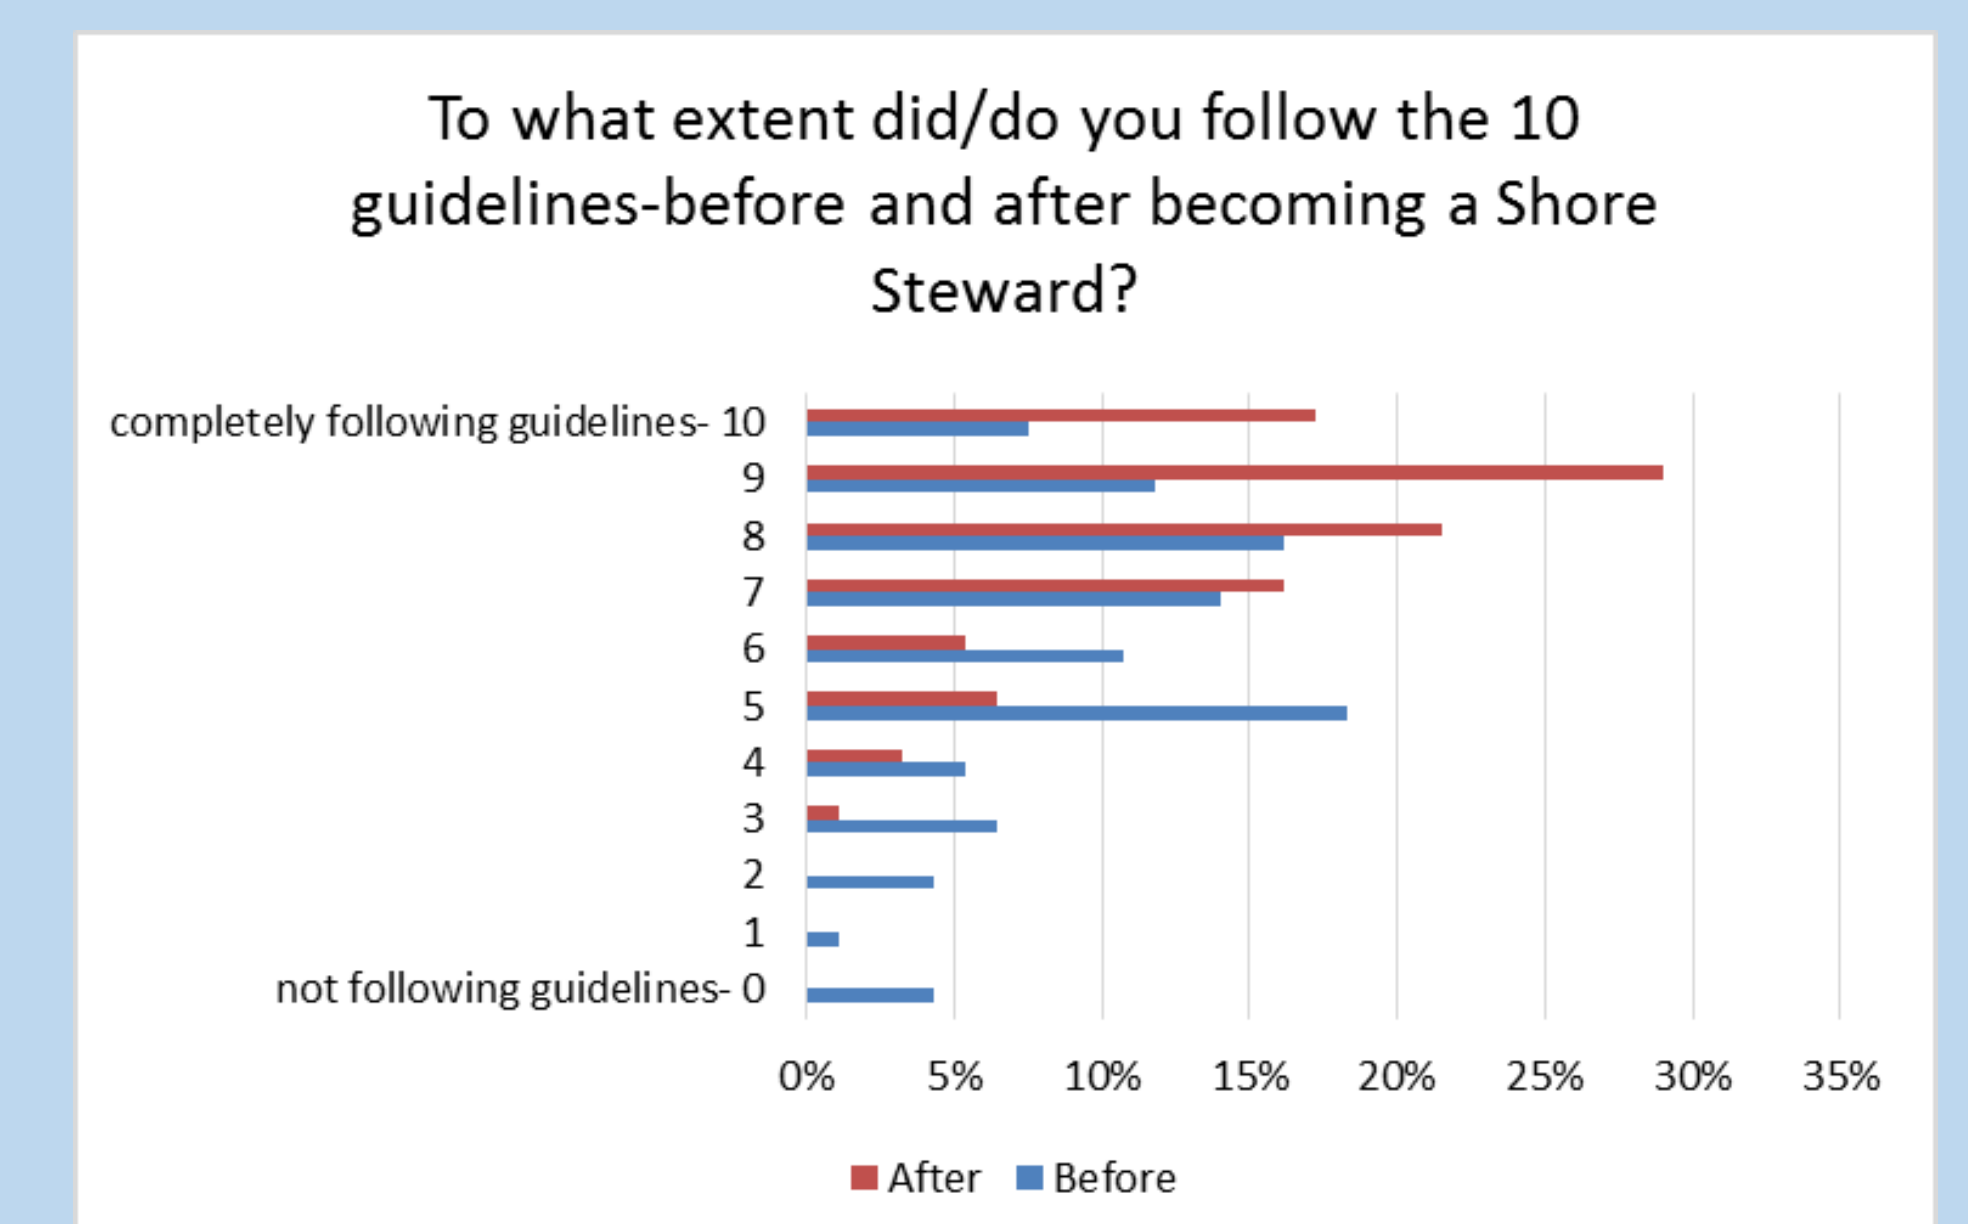 To what extent did/do you follow the 10
guidelines-before and after becoming a Shore
Steward?
completely following guidelines- 10
9
8
7
6
5
4
3
2
1
not following guidelines- 0
0% 5% 10% 15% 20% 25% 30% 35%
After Before